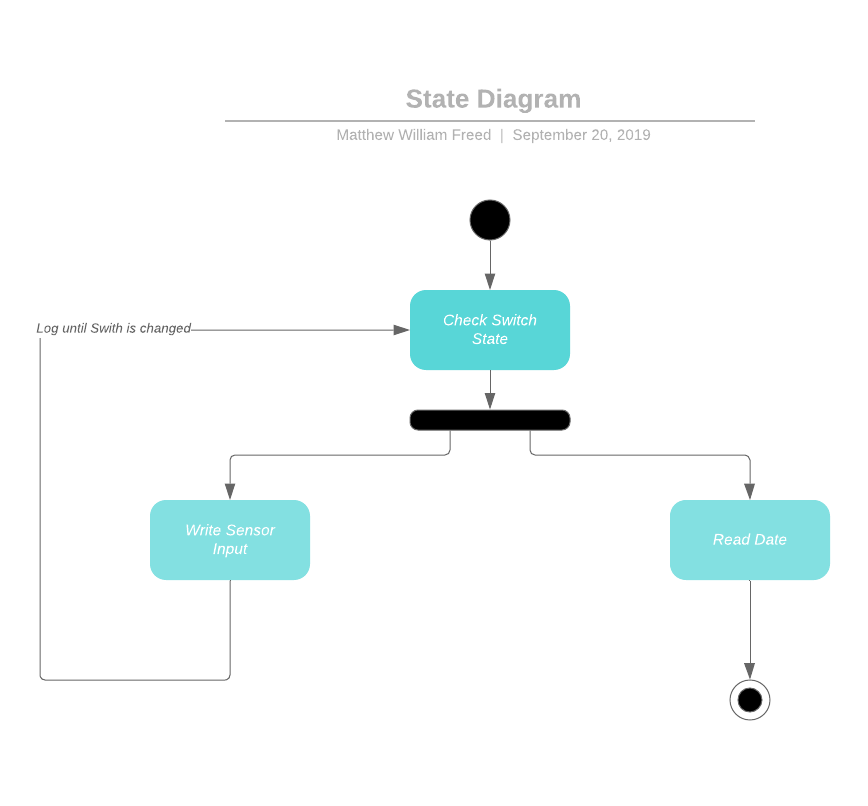 State Diagram
Matthew William Freed | September 20, 2019
Check Switch
State
Log until Swith is changed
Write Sensor
Input
Read Date